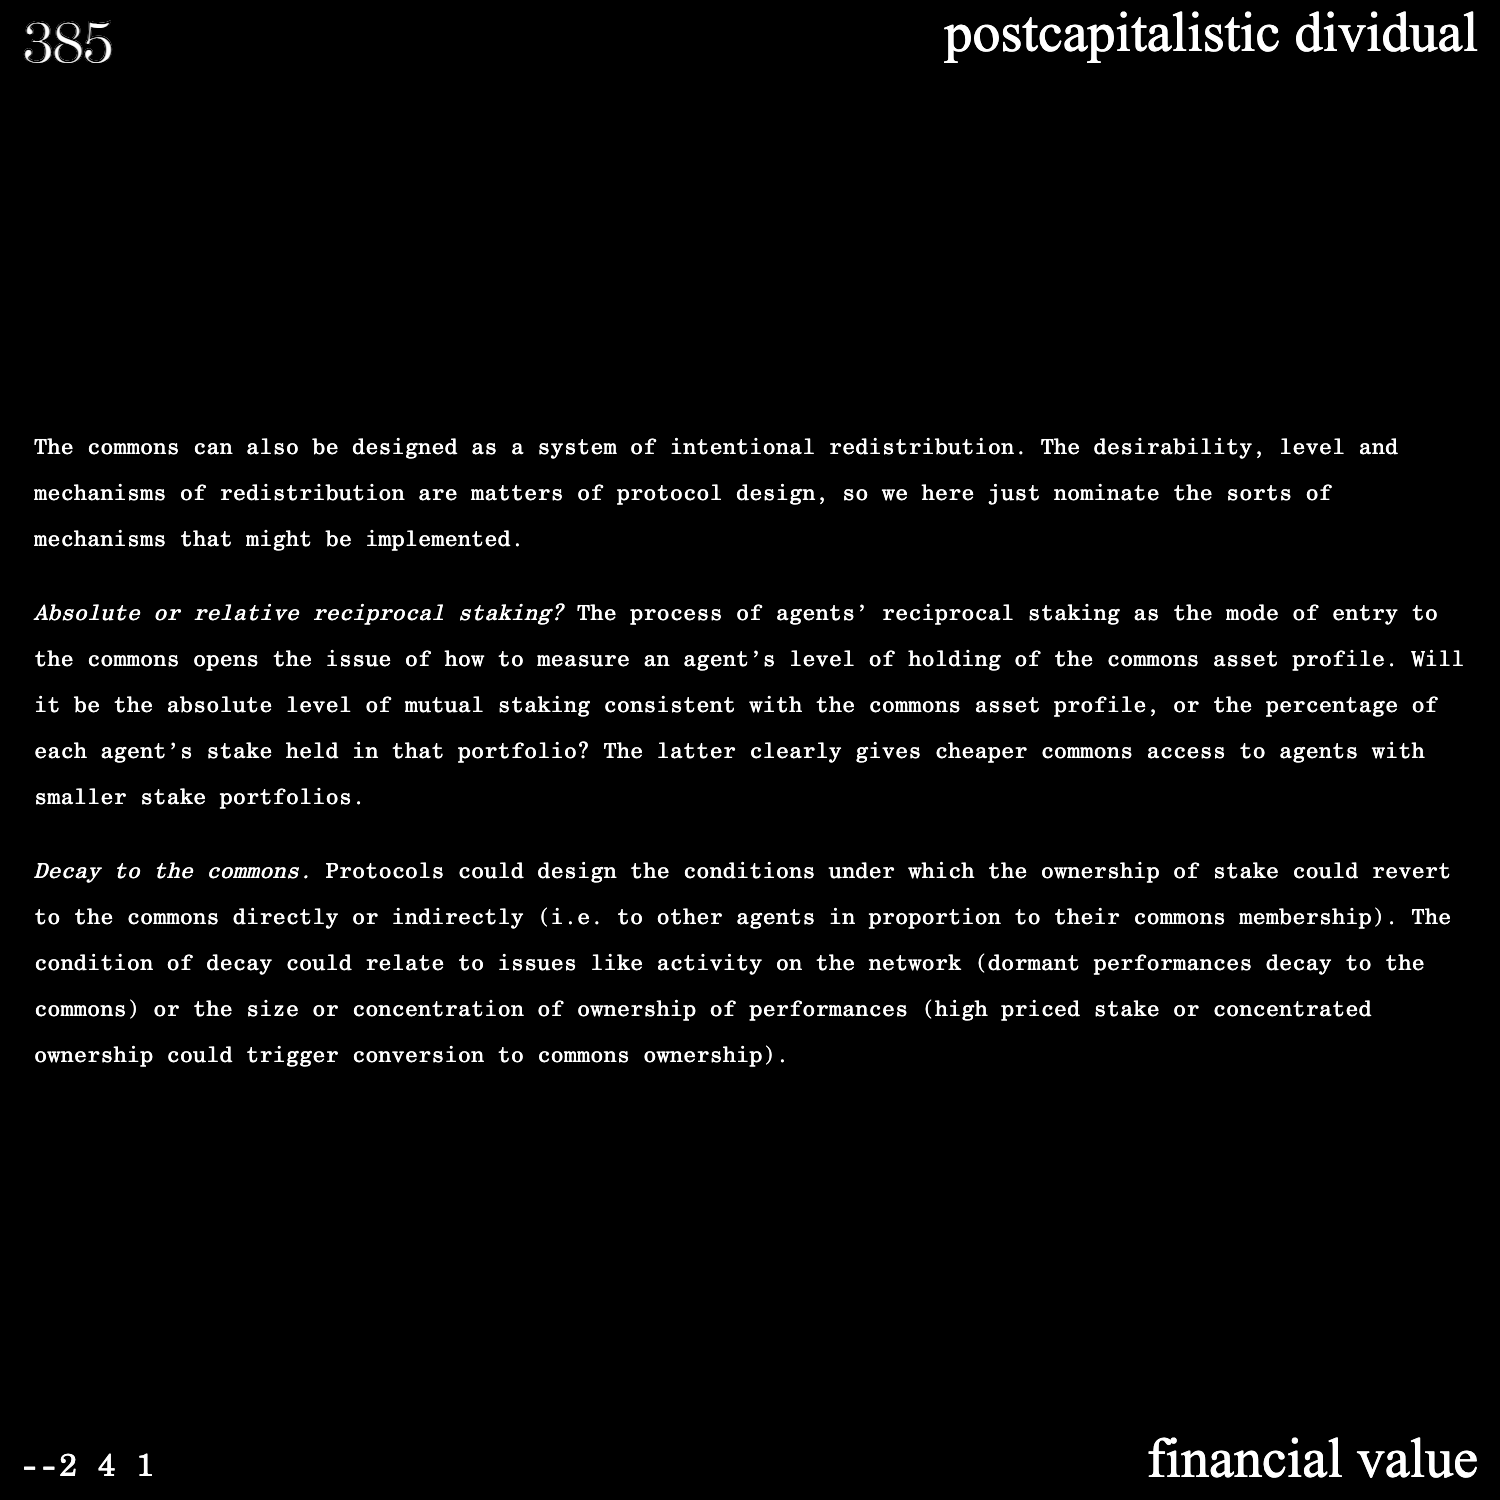 385
postcapitalistic dividual
The commons can also be designed as a system of intentional redistribution. The desirability, level and
mechanisms of redistribution are matters of protocol design, so we here just nominate the sorts of
mechanisms that might be implemented.
Absolute or relative reciprocal staking? The process of agents’ reciprocal staking as the mode of entry to
the commons opens the issue of how to measure an agent’s level of holding of the commons asset profile. Will
it be the absolute level of mutual staking consistent with the commons asset profile, or the percentage of
each agent’s stake held in that portfolio? The latter clearly gives cheaper commons access to agents with
smaller stake portfolios.
Decay to the commons. Protocols could design the conditions under which the ownership of stake could revert
to the commons directly or indirectly (i.e. to other agents in proportion to their commons membership). The
condition of decay could relate to issues like activity on the network (dormant performances decay to the
commons) or the size or concentration of ownership of performances (high priced stake or concentrated
ownership could trigger conversion to commons ownership).
--2 4 1
financial value